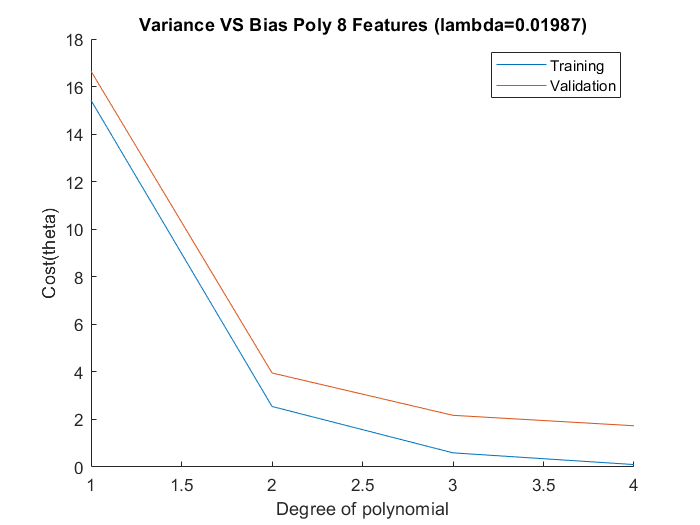 Variance VS Bias Poly 8 Features (lambda=0.01987)
Training
Validation
Cost(theta)
18
16
14
12
10
8
6
4
2
0
1 1.5 2 2.5 3 3.5 4
Degree of polynomial